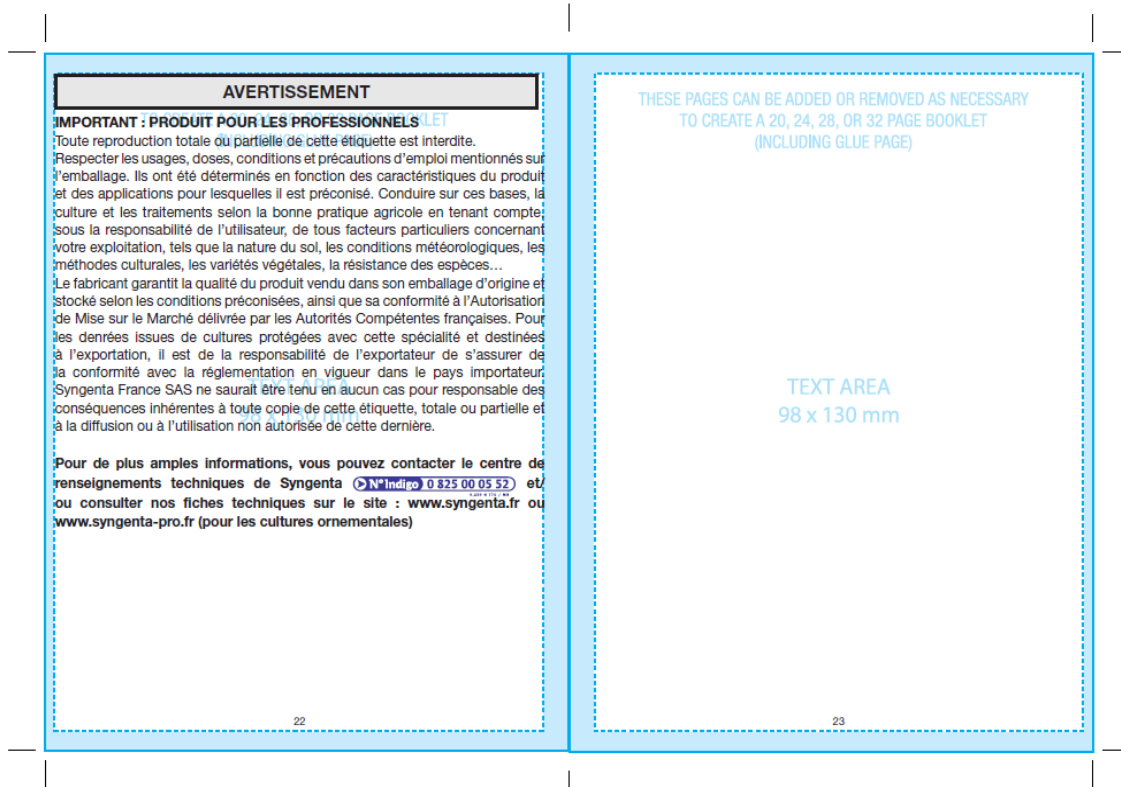 AVERTISSEMENT
IMPORTANT : PRODUIT POUR LES PROFESSIONNELS
Toute reproduction totale ou partielle de cette étiquette est interdite.
Respecter les usages, doses, conditions et précautions d’emploi mentionnés sur
l’emballage. Ils ont été déterminés en fonction des caractéristiques du produit
et des applications pour lesquelles il est préconisé. Conduire sur ces bases, la
culture et les traitements selon la bonne pratique agricole en tenant compte,
sous la responsabilité de l’utilisateur, de tous facteurs particuliers concernant
votre exploitation, tels que la nature du sol, les conditions météorologiques, les
méthodes culturales, les variétés végétales, la résistance des espèces…
Le fabricant garantit la qualité du produit vendu dans son emballage d’origine et
stocké selon les conditions préconisées, ainsi que sa conformité à l’Autorisation
de Mise sur le Marché délivrée par les Autorités Compétentes françaises. Pour
les denrées issues de cultures protégées avec cette spécialité et destinées
à l’exportation, il est de la responsabilité de l’exportateur de s’assurer de
la conformité avec la réglementation en vigueur dans le pays importateur.
Syngenta France SAS ne saurait être tenu en aucun cas pour responsable des
conséquences inhérentes à toute copie de cette étiquette, totale ou partielle et
à la diffusion ou à l’utilisation non autorisée de cette dernière.
TEXT AREA
98 x 130 mm
Pour de plus amples informations, vous pouvez contacter le centre de
renseignements techniques de Syngenta N°Indigo 0 825 00 05 52 et/
ou consulter nos fiches techniques sur le site : www.syngenta.fr ou
www.syngenta-pro.fr (pour les cultures ornementales)
22
THESE PAGES CAN BE ADDED OR REMOVED AS NECESSARY
TO CREATE A 20, 24, 28, OR 32 PAGE BOOKLET
(INCLUDING GLUE PAGE)
TEXT AREA
98 x 130 mm
23